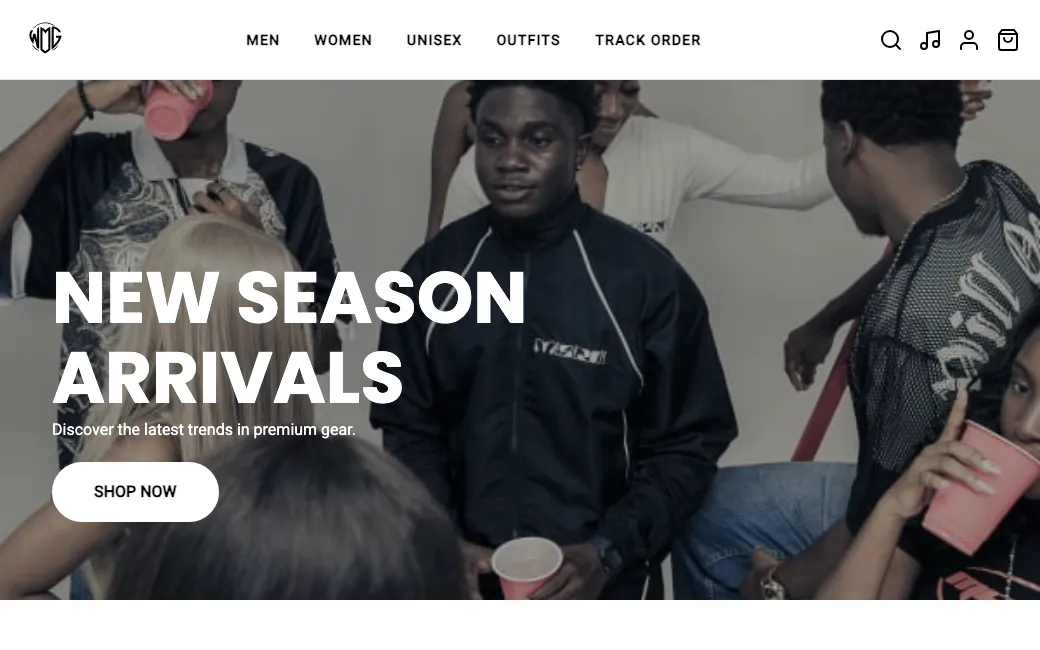 WMG
MEN WOMEN UNISEX OUTFITS TRACK ORDER
NEW SEASON
ARRIVALS
Discover the latest trends in premium gear.
SHOP NOW